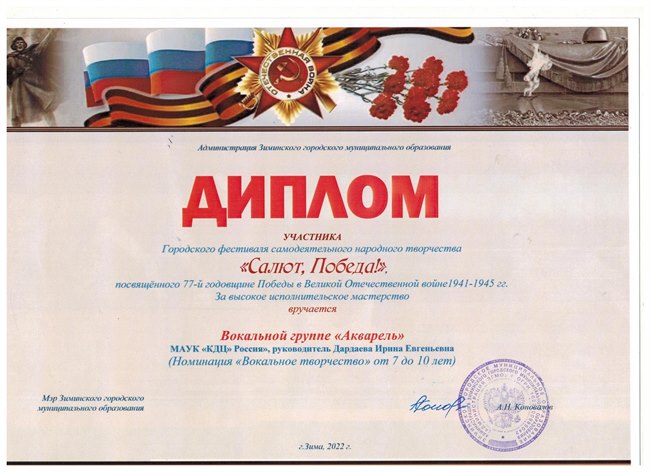 ОТЕЧЕСТВЕННАЯ ВОЙНА
Администрация Зиминского городского муниципального образования
ДИПЛОМ
УЧАСТНИКА
Городского фестиваля самодеятельного народного творчества
«Салют, Победа!»,
посвящённого 77-й годовщине Победы в Великой Отечественной войне1941-1945 гг.
За высокое исполнительское мастерство
вручается
Вокальной группе «Акварель»
МАУК «КДЦ» Россия», руководитель Дардаева Ирина Евгеньевна
(Номинация «Вокальное творчество» от 7 до 10 лет)
Мэр Зиминского городского
муниципального образования
А.Н. Коновалов
г.Зима, 2022 г.